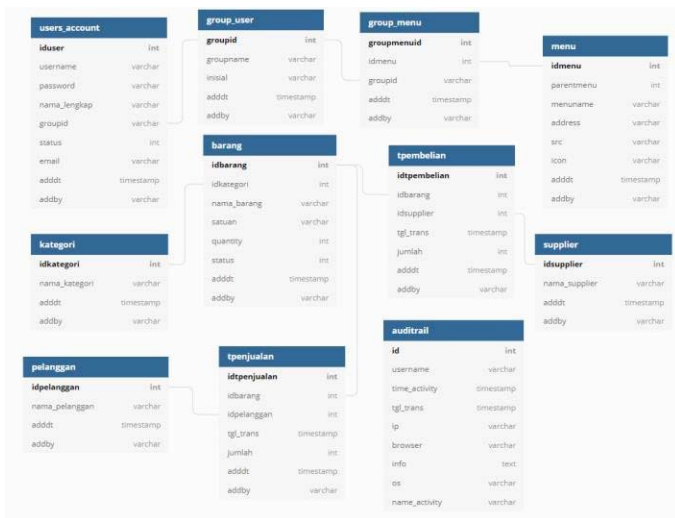 users_account
iduser int
username varchar
password varchar
nama_lengkap varchar
groupid varchar
status int
email varchar
adddt timestamp
addby varchar
group_user
groupid int
groupname varchar
inisial varchar
adddt timestamp
addby varchar
group_menu
groupmenuid int
idmenu int
groupid varchar
adddt timestamp
addby varchar
menu
idmenu int
parentmenu int
menuname varchar
address varchar
src varchar
icon varchar
adddt timestamp
addby varchar
barang
idbarang int
idkategori int
nama_barang varchar
satuan varchar
quantity int
status int
adddt timestamp
addby varchar
tpembelian
idtpembelian int
idbarang int
idsupplier int
tgl_trans timestamp
jumlah int
adddt timestamp
addby varchar
kategori
idkategori int
nama_kategori varchar
adddt timestamp
addby varchar
supplier
idsupplier int
nama_supplier varchar
adddt timestamp
addby varchar
pelanggan
idpelanggan int
nama_pelanggan varchar
adddt timestamp
addby varchar
tpenjualan
idtpenjualan int
idbarang int
idpelanggan int
tgl_trans timestamp
jumlah int
adddt timestamp
addby varchar
auditrail
id int
username varchar
time_activity timestamp
tgl_trans timestamp
ip varchar
browser varchar
info text
os varchar
name_activity varchar